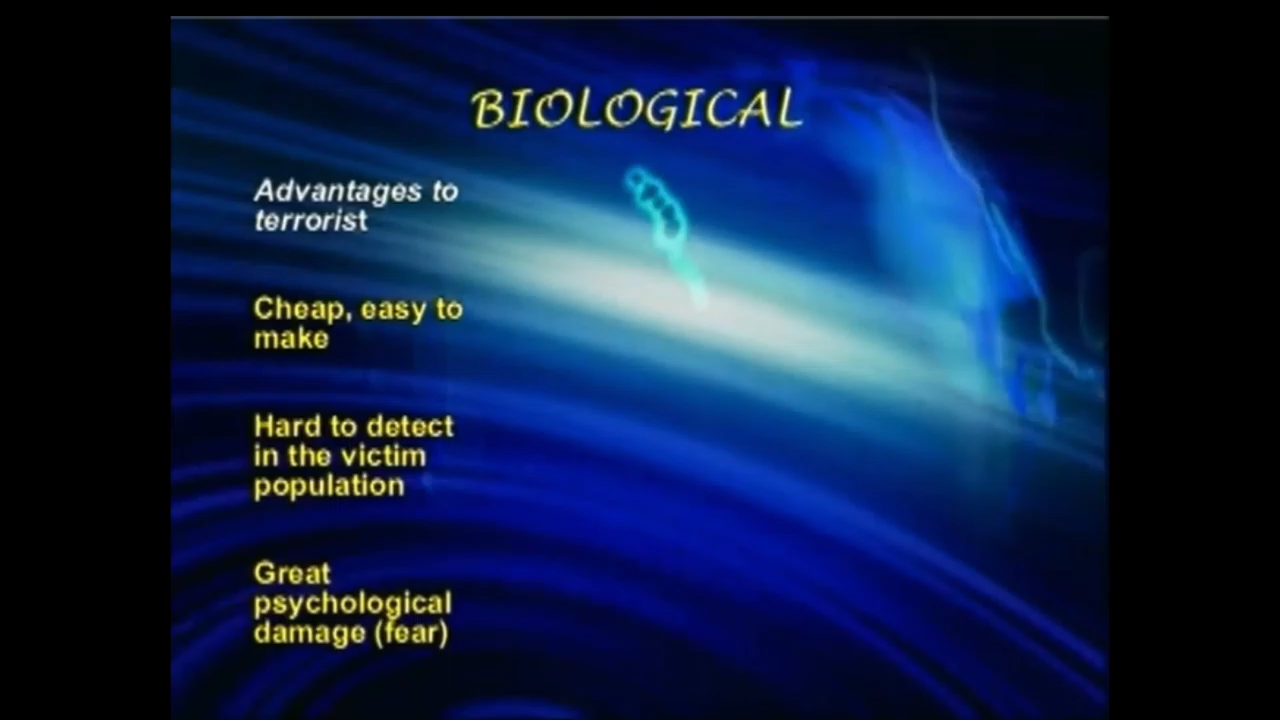 BIOLOGICAL
Advantages to
terrorist
Cheap, easy to
make
Hard to detect
in the victim
population
Great
psychological
damage (fear)